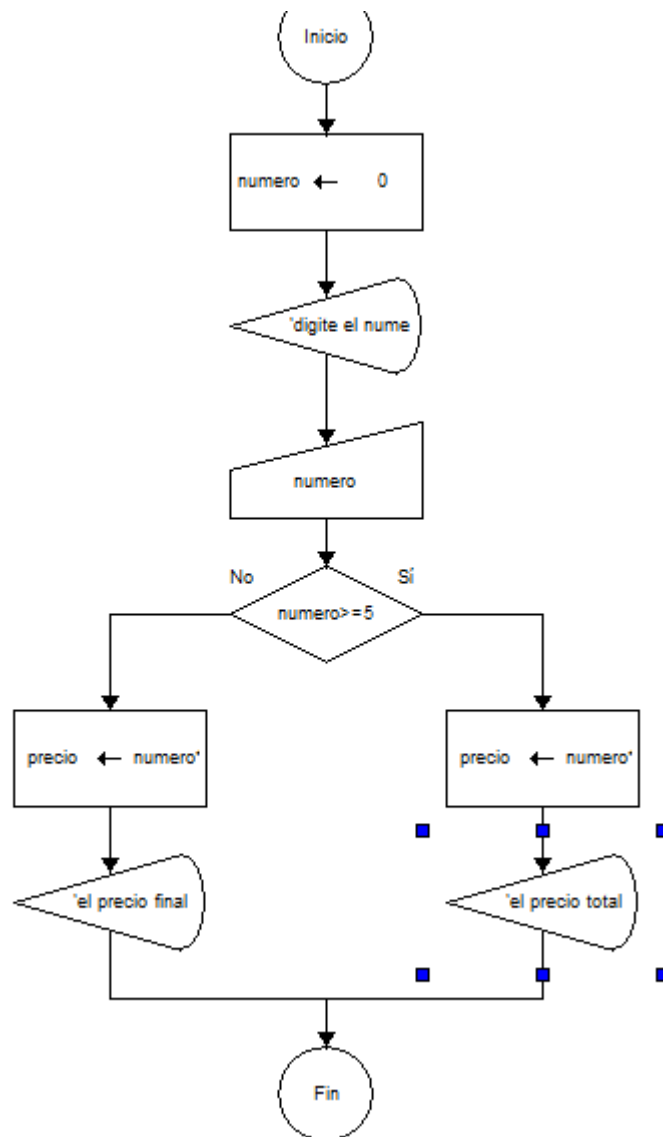 Inicio
numero ← 0
'digite el nume
numero
No
Sí
numero>=5
precio ← numero*
precio ← numero*
'el precio final
'el precio total
Fin